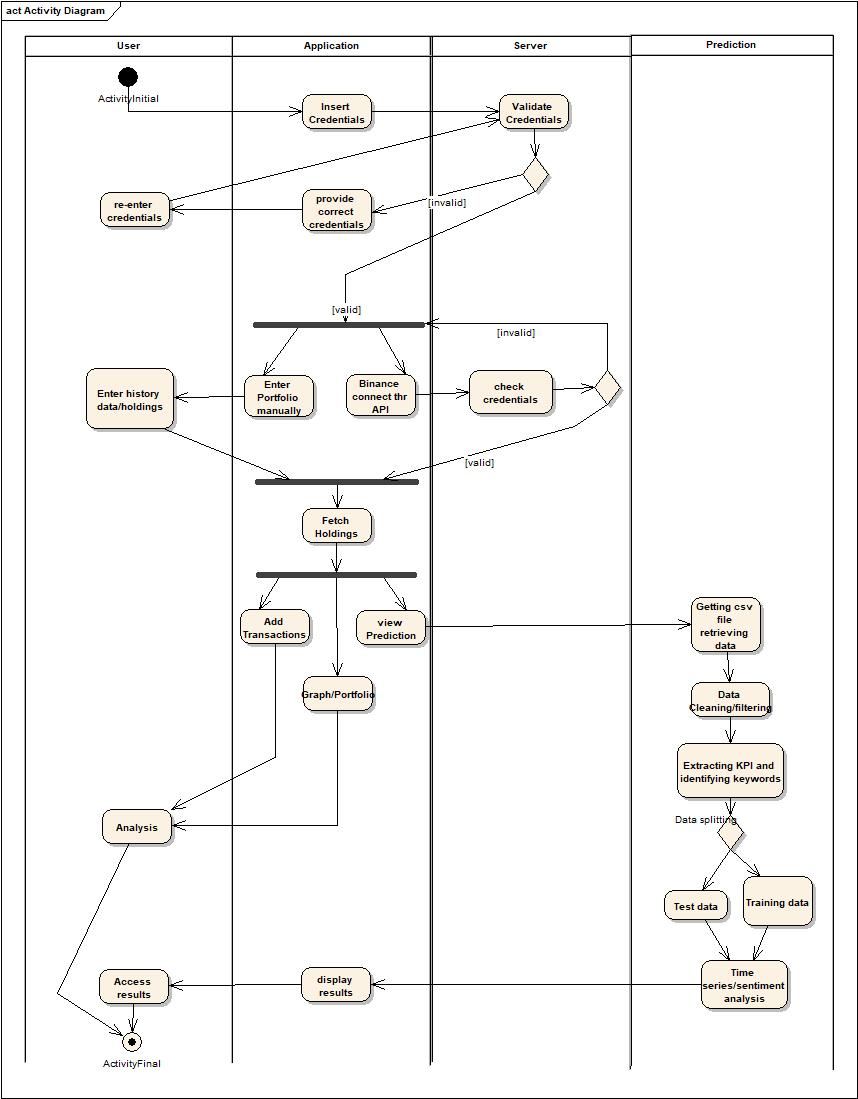 act Activity Diagram
User
Application
Server
Prediction
ActivityInitial
Insert
Credentials
Validate
Credentials
re-enter
credentials
provide
correct
credentials
[invalid]
[valid]
[invalid]
Enter history
data/holdings
Enter
Portfolio
manually
Binance
connect thr
API
check
credentials
[valid]
Fetch
Holdings
Add
Transactions
view
Prediction
Getting csv
file
retrieving
data
Graph/Portfolio
Data
Cleaning/filtering
Extracting KPI and
identifying keywords
Data splitting
Analysis
Test data
Training data
Access
results
display
results
Time
series/sentiment
analysis
ActivityFinal